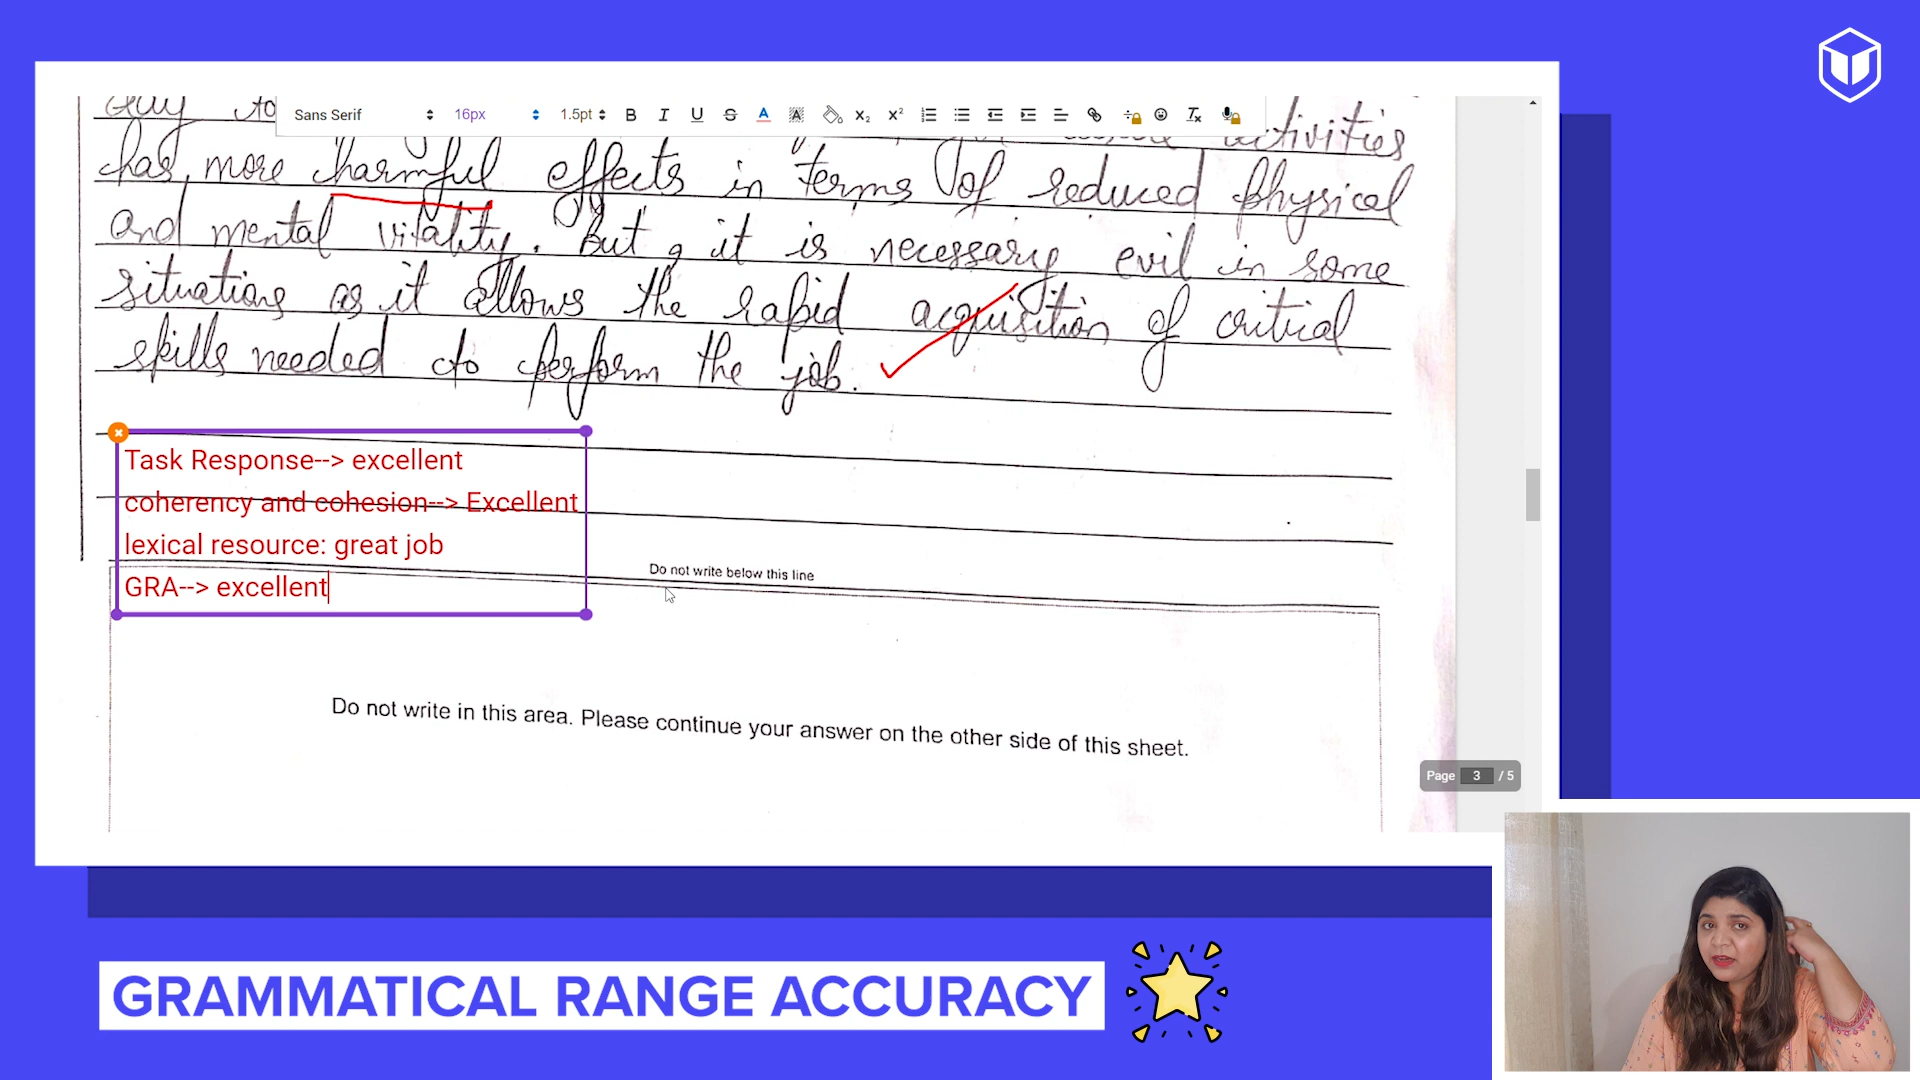 Sans Serif 16px 1.5pt B I U S A A X₂ X² Tx
activities
has more harmful effects in terms of reduced physical
and mental vitality. But, it is necessary evil in some
situations as it allows the rapid acquisition of critical
skills needed to perform the job.
Task Response--> excellent
coherency and cohesion--> Excellent
lexical resource: great job
GRA--> excellent
Do not write below this line
Do not write in this area. Please continue your answer on the other side of this sheet.
Page 3 / 5
GRAMMATICAL RANGE ACCURACY